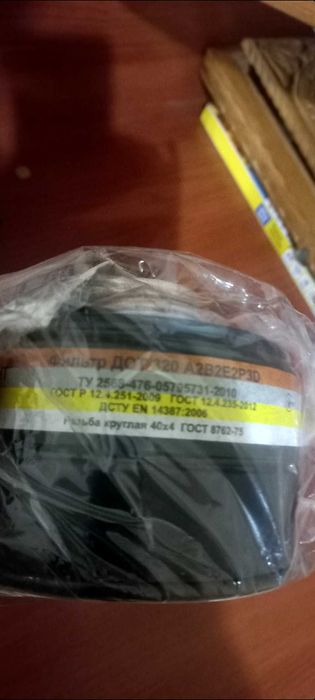 Фильтр ДОТ 320 A2B2E2P3D
ТУ 2568-476-05795731-2010
ГОСТ Р 12.4.251-2009 ГОСТ 12.4.235-2012
ДСТУ EN 14387:2006
Резьба круглая 40x4 ГОСТ 8762-75